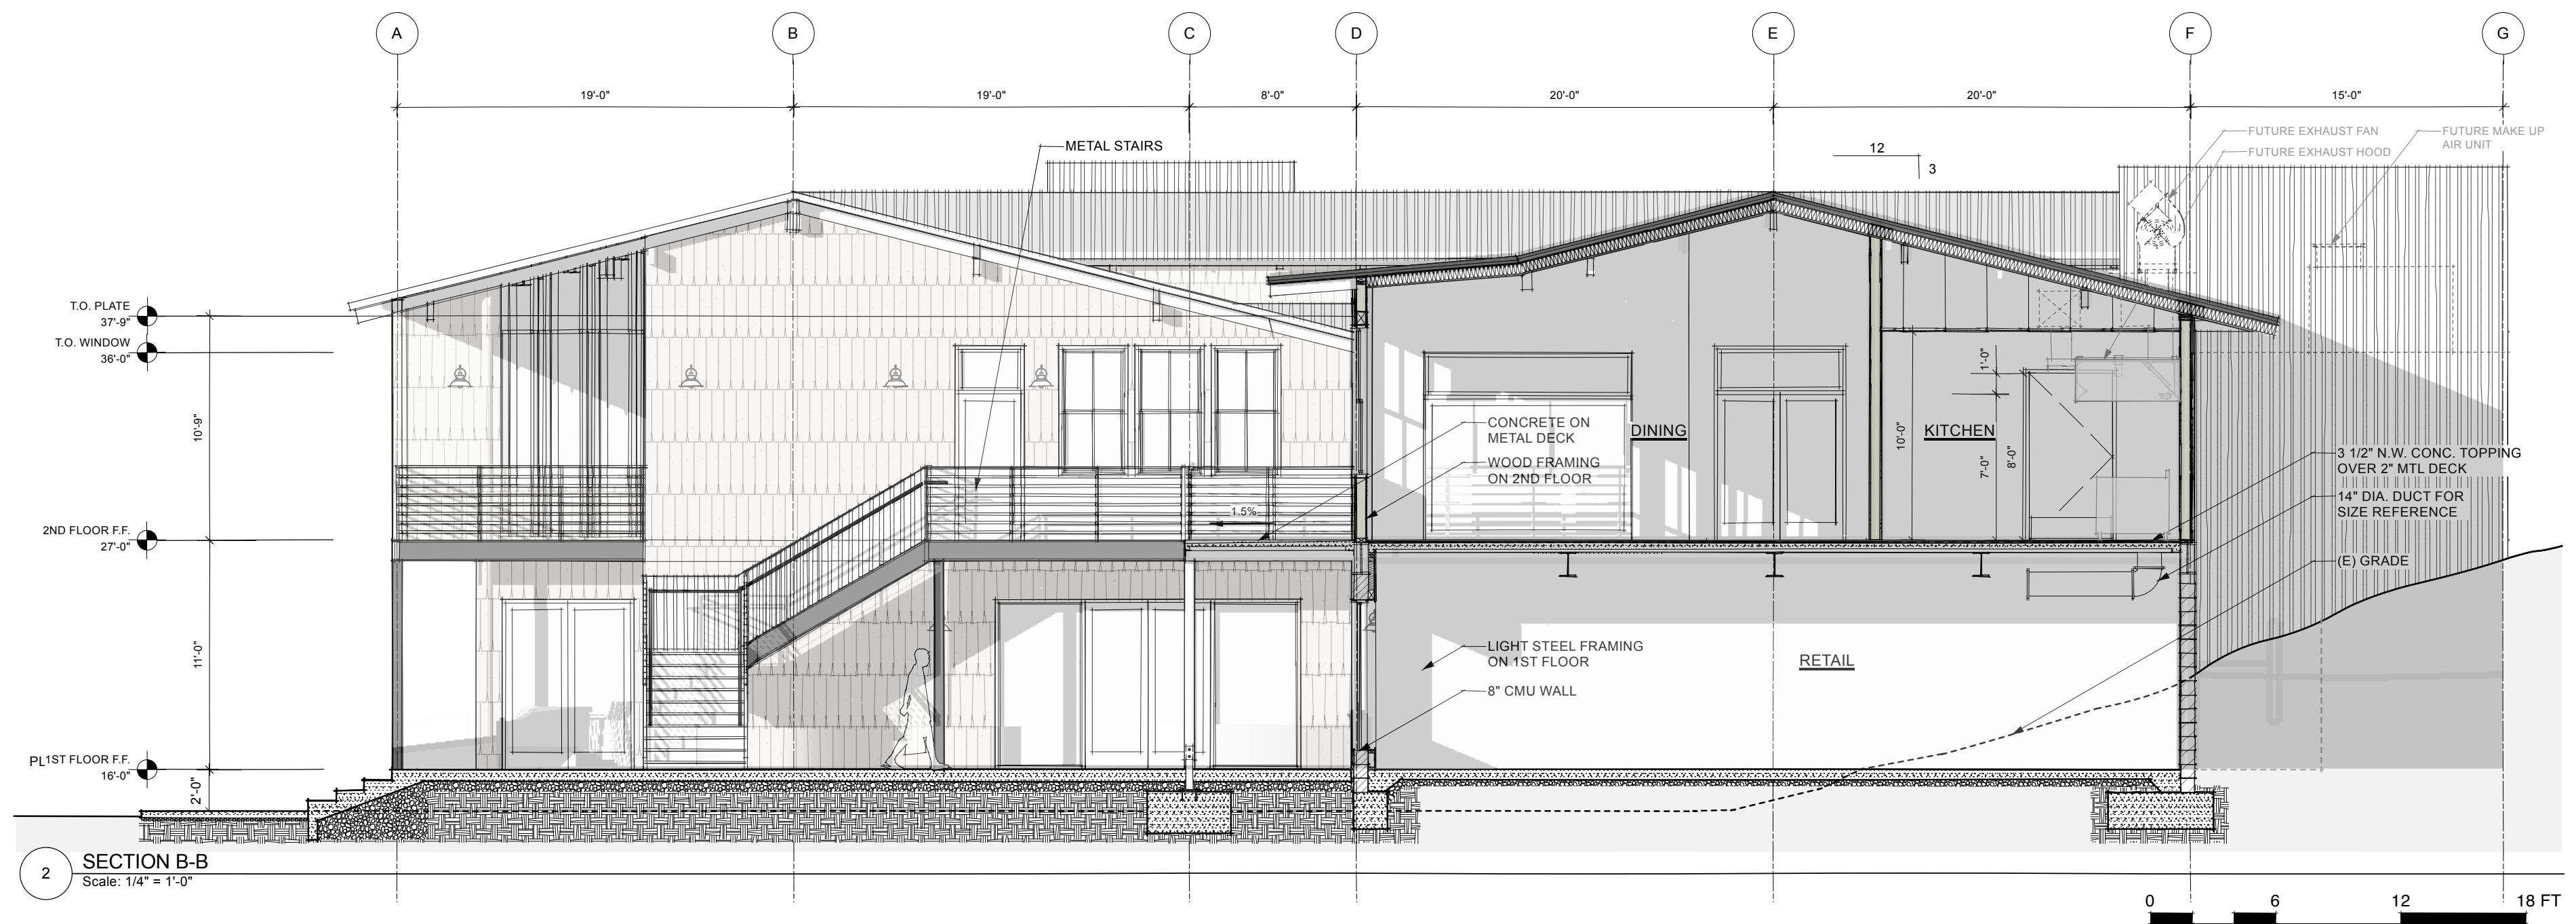 A
B
C
D
E
F
G
19'-0"
19'-0"
8'-0"
20'-0"
20'-0"
15'-0"
METAL STAIRS
12
3
FUTURE EXHAUST FAN
FUTURE EXHAUST HOOD
FUTURE MAKE UP
AIR UNIT
T.O. PLATE
37'-9"
T.O. WINDOW
36'-0"
10'-9"
2ND FLOOR F.F.
27'-0"
11'-0"
PL1ST FLOOR F.F.
16'-0"
2'-0"
CONCRETE ON
METAL DECK
WOOD FRAMING
ON 2ND FLOOR
1.5%
DINING
KITCHEN
10'-0"
1'-0"
7'-0"
8'-0"
3 1/2" N.W. CONC. TOPPING
OVER 2" MTL DECK
14" DIA. DUCT FOR
SIZE REFERENCE
(E) GRADE
LIGHT STEEL FRAMING
ON 1ST FLOOR
8" CMU WALL
RETAIL
2
SECTION B-B
Scale: 1/4" = 1'-0"
0
6
12
18 FT